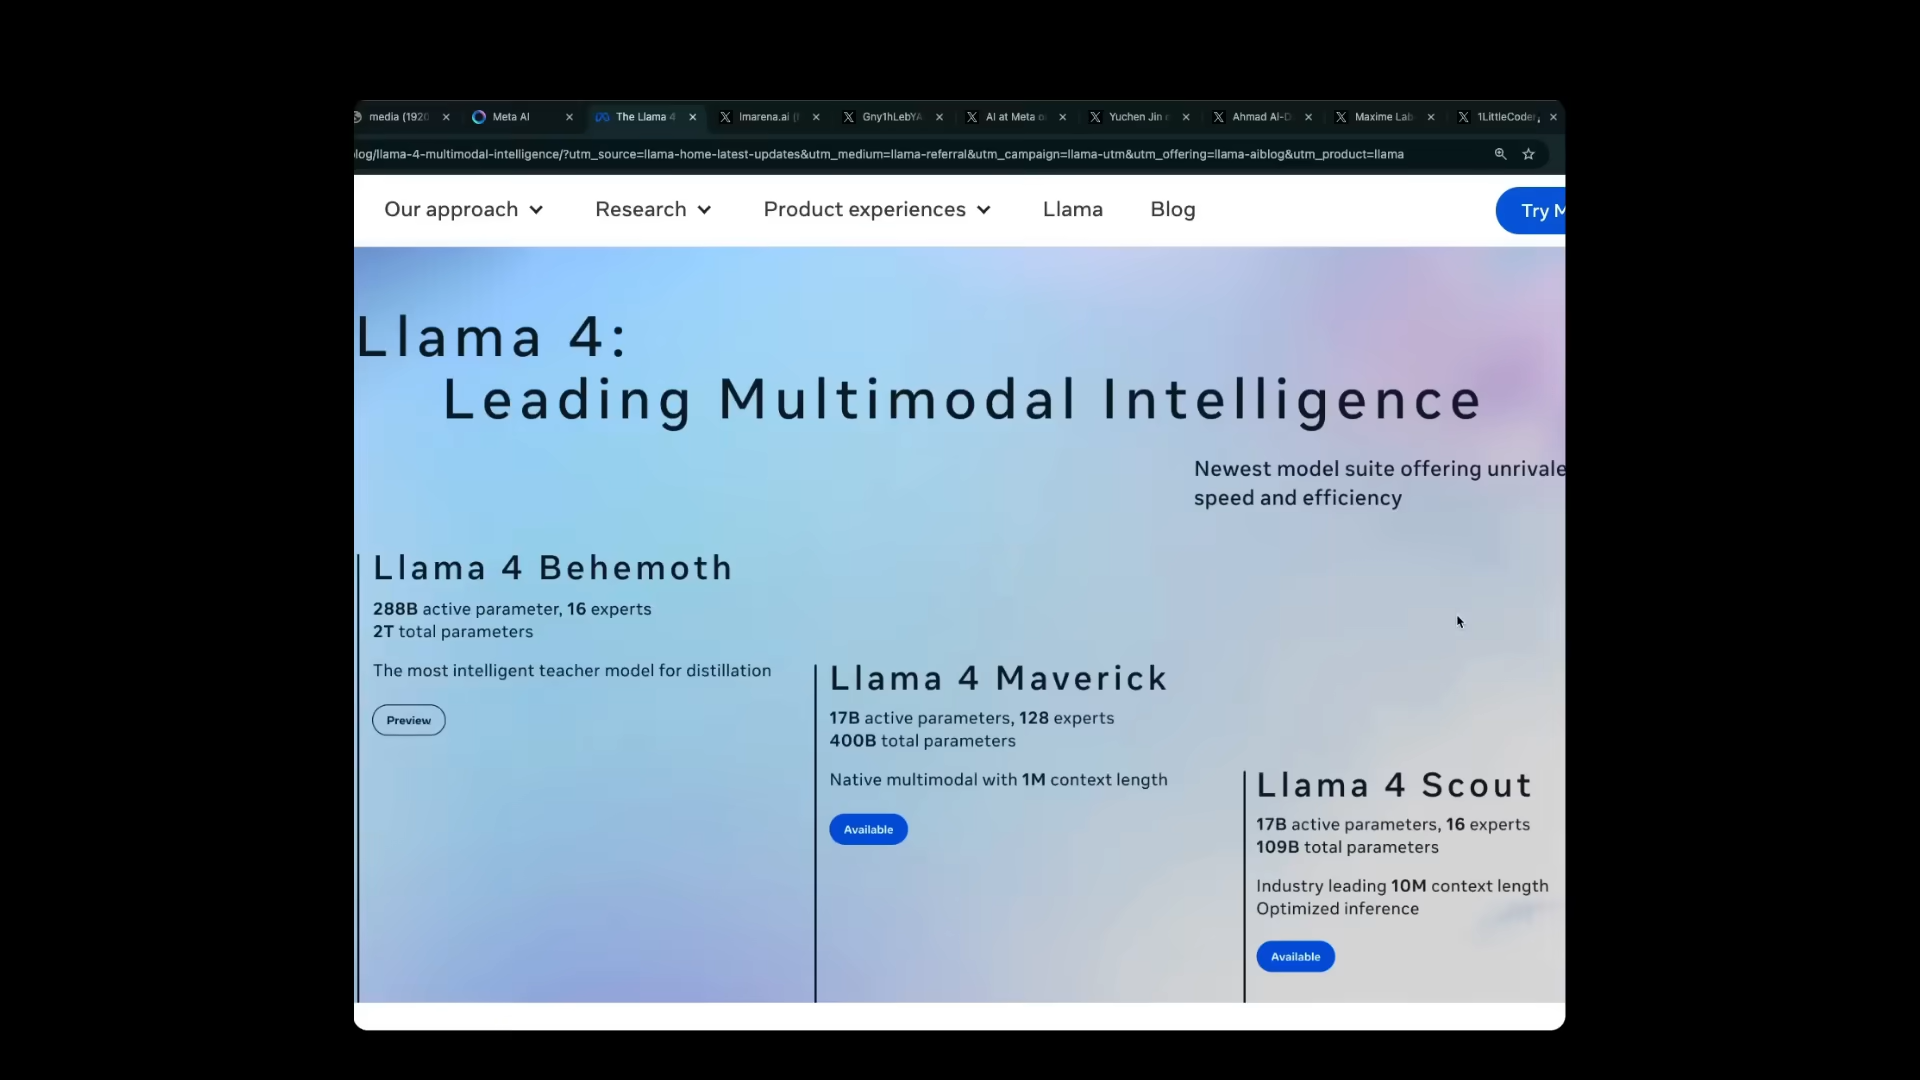 media (1920
Meta AI
The Llama 4
lmarena.ai (
Gny1hLebYA
AI at Meta o
Yuchen Jin
Ahmad Al-D
Maxime Lab
1LittleCoder
log/llama-4-multimodal-intelligence/?utm_source=llama-home-latest-updates&utm_medium=llama-referral&utm_campaign=llama-utm&utm_offering=llama-aiblog&utm_product=llama
Our approach
Research
Product experiences
Llama
Blog
Try M
Llama 4:
Leading Multimodal Intelligence
Newest model suite offering unrivale
speed and efficiency
Llama 4 Behemoth
288B active parameter, 16 experts
2T total parameters
The most intelligent teacher model for distillation
Preview
Llama 4 Maverick
17B active parameters, 128 experts
400B total parameters
Native multimodal with 1M context length
Available
Llama 4 Scout
17B active parameters, 16 experts
109B total parameters
Industry leading 10M context length
Optimized inference
Available